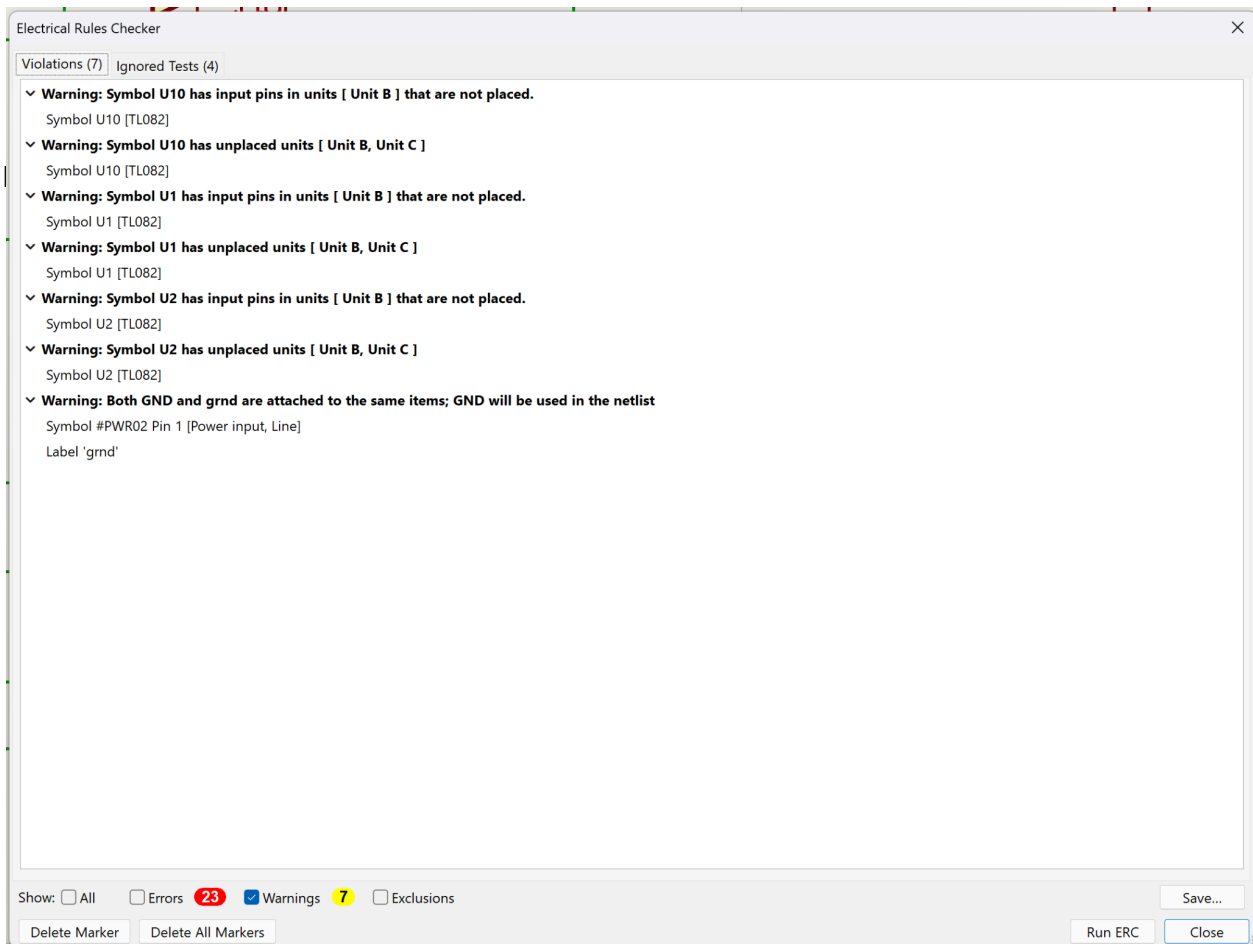 Electrical Rules Checker
Violations (7) Ignored Tests (4)
Warning: Symbol U10 has input pins in units [ Unit B ] that are not placed.
Symbol U10 [TL082]
Warning: Symbol U10 has unplaced units [ Unit B, Unit C ]
Symbol U10 [TL082]
Warning: Symbol U1 has input pins in units [ Unit B ] that are not placed.
Symbol U1 [TL082]
Warning: Symbol U1 has unplaced units [ Unit B, Unit C ]
Symbol U1 [TL082]
Warning: Symbol U2 has input pins in units [ Unit B ] that are not placed.
Symbol U2 [TL082]
Warning: Symbol U2 has unplaced units [ Unit B, Unit C ]
Symbol U2 [TL082]
Warning: Both GND and grnd are attached to the same items; GND will be used in the netlist
Symbol #PWR02 Pin 1 [Power input, Line]
Label 'grnd'
Show: All Errors 23 Warnings 7 Exclusions Save...
Delete Marker Delete All Markers Run ERC Close